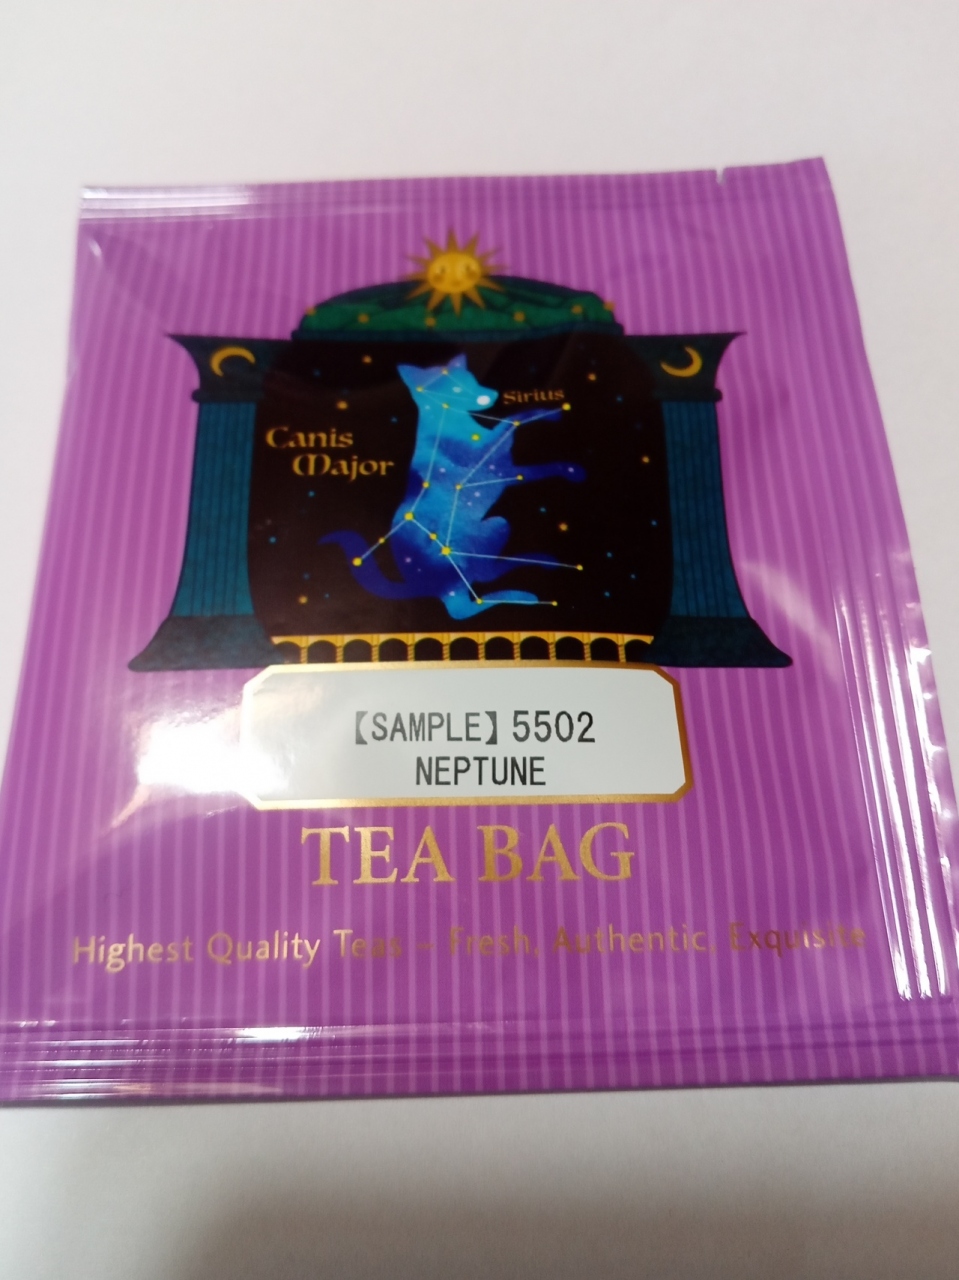 Sirius
Canis
Major
【SAMPLE】5502
NEPTUNE
TEA BAG
Highest Quality Teas – Fresh, Authentic, Exquisite